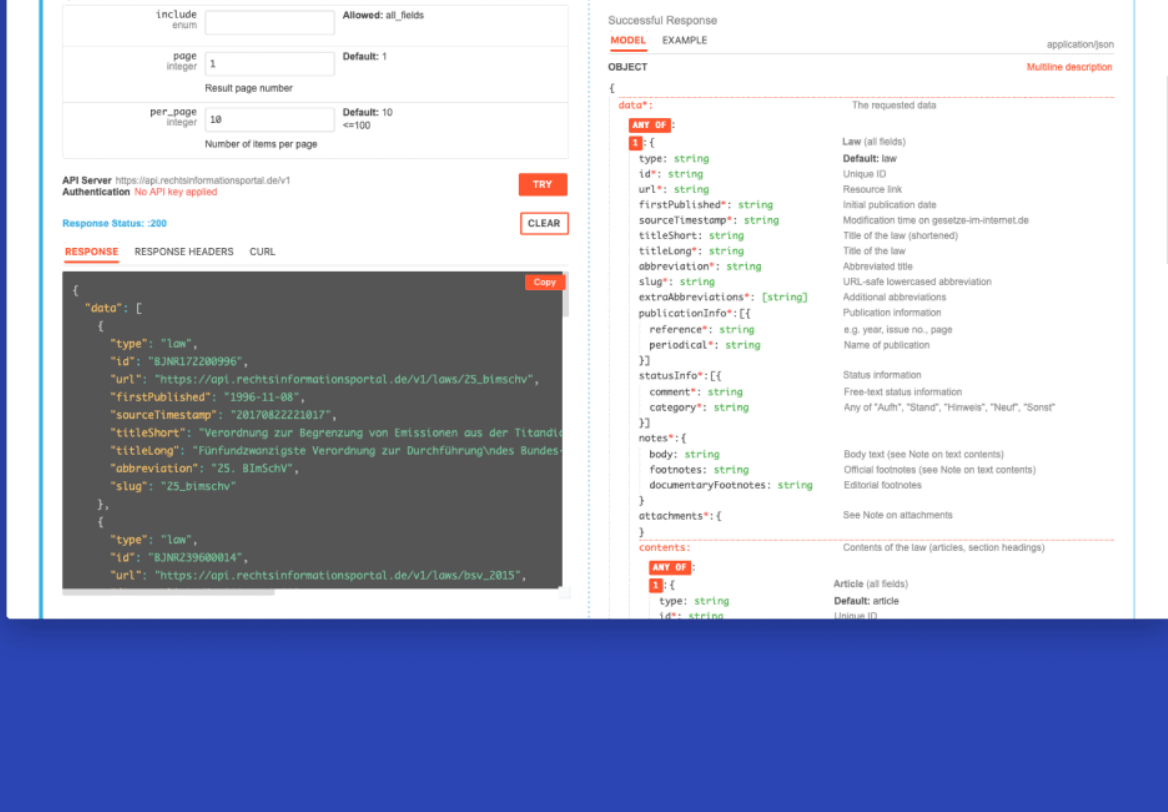 include
enum
Allowed: all_fields
page
integer
1
Default: 1
Result page number
per_page
integer
10
Default: 10
<=100
Number of items per page
API Server https://api.rechtsinformationsportal.de/v1
Authentication No API key applied
TRY
Response Status: :200
CLEAR
RESPONSE RESPONSE HEADERS CURL
Copy
{
"data": [
{
"type": "law",
"id": "BJNR172200996",
"url": "https://api.rechtsinformationsportal.de/v1/laws/25_bimschv",
"firstPublished": "1996-11-08",
"sourceTimestamp": "20170822221017",
"titleShort": "Verordnung zur Begrenzung von Emissionen aus der Titandio
"titleLong": "Fünfundzwanzigste Verordnung zur Durchführung\ndes Bundes-
"abbreviation": "25. BImSchV",
"slug": "25_bimschv"
},
{
"type": "law",
"id": "BJNR239600014",
"url": "https://api.rechtsinformationsportal.de/v1/laws/bsv_2015",
Successful Response
MODEL EXAMPLE
application/json
OBJECT Multiline description
{
data*: The requested data
ANY OF :
1 :{ Law (all fields)
type: string Default: law
id*: string Unique ID
url*: string Resource link
firstPublished*: string Initial publication date
sourceTimestamp*: string Modification time on gesetze-im-internet.de
titleShort: string Title of the law (shortened)
titleLong*: string Title of the law
abbreviation*: string Abbreviated title
slug*: string URL-safe lowercased abbreviation
extraAbbreviations*: [string] Additional abbreviations
publicationInfo*:[{ Publication information
reference*: string e.g. year, issue no., page
periodical*: string Name of publication
}]
statusInfo*:[{ Status information
comment*: string Free-text status information
category*: string Any of "Aufh", "Stand", "Hinweis", "Neuf", "Sonst"
}]
notes*:{
body: string Body text (see Note on text contents)
footnotes: string Official footnotes (see Note on text contents)
documentaryFootnotes: string Editorial footnotes
}
attachments*:{ See Note on attachments
}
contents: Contents of the law (articles, section headings)
ANY OF :
1 :{ Article (all fields)
type: string Default: article
id*: string Unique ID